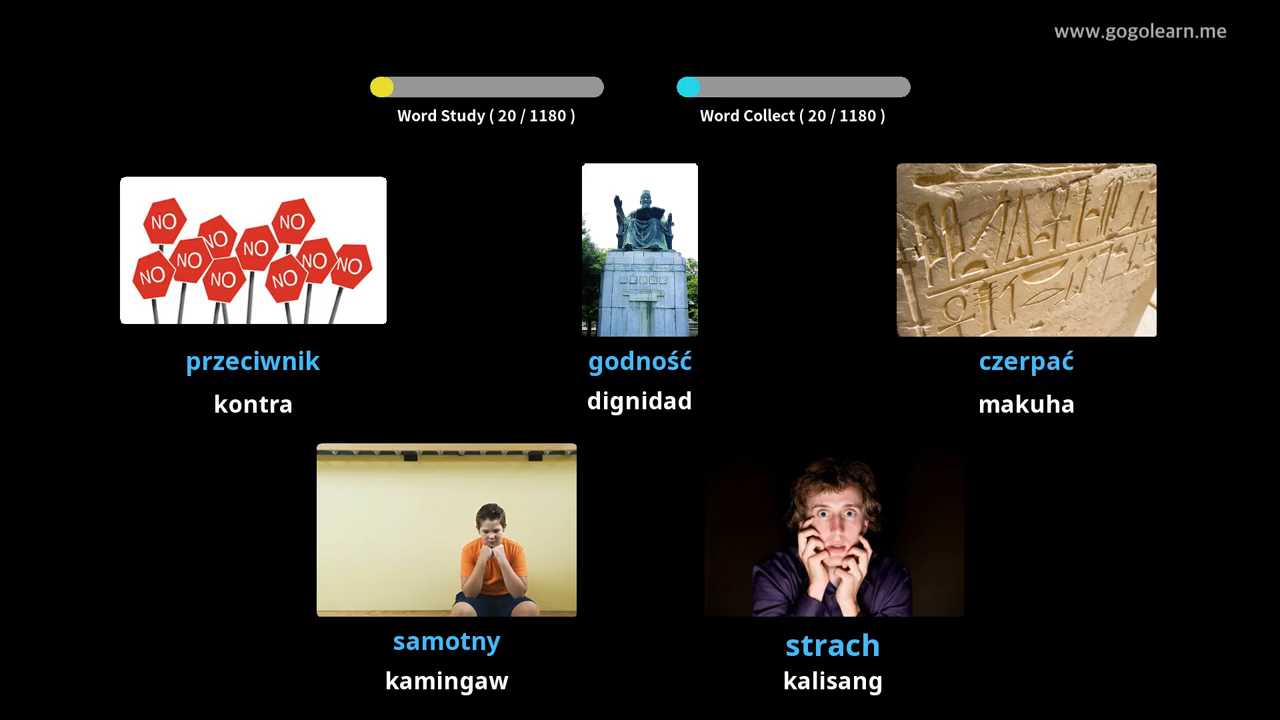 www.gogolearn.me
Word Study ( 20 / 1180 )
Word Collect ( 20 / 1180 )
NO
NO
NO
NO
NO
NO
NO
NO
NO
NO
przeciwnik
godność
czerpać
kontra
dignidad
makuha
samotny
strach
kamingaw
kalisang